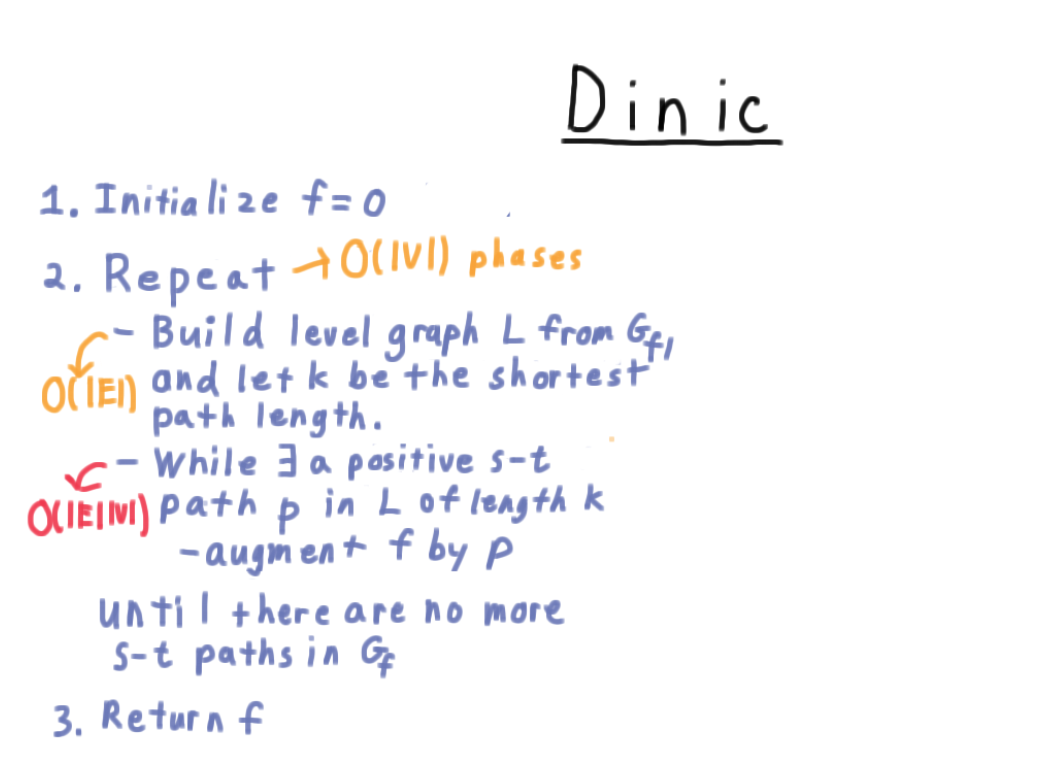 Dinic
1. Initialize f = 0
2. Repeat → O(|V|) phases
- Build level graph L from G_f,
O(|E|) and let k be the shortest
path length.
- While ∃ a positive s-t
O(|E||V|) path p in L of length k
- augment f by p
until there are no more
s-t paths in G_f
3. Return f